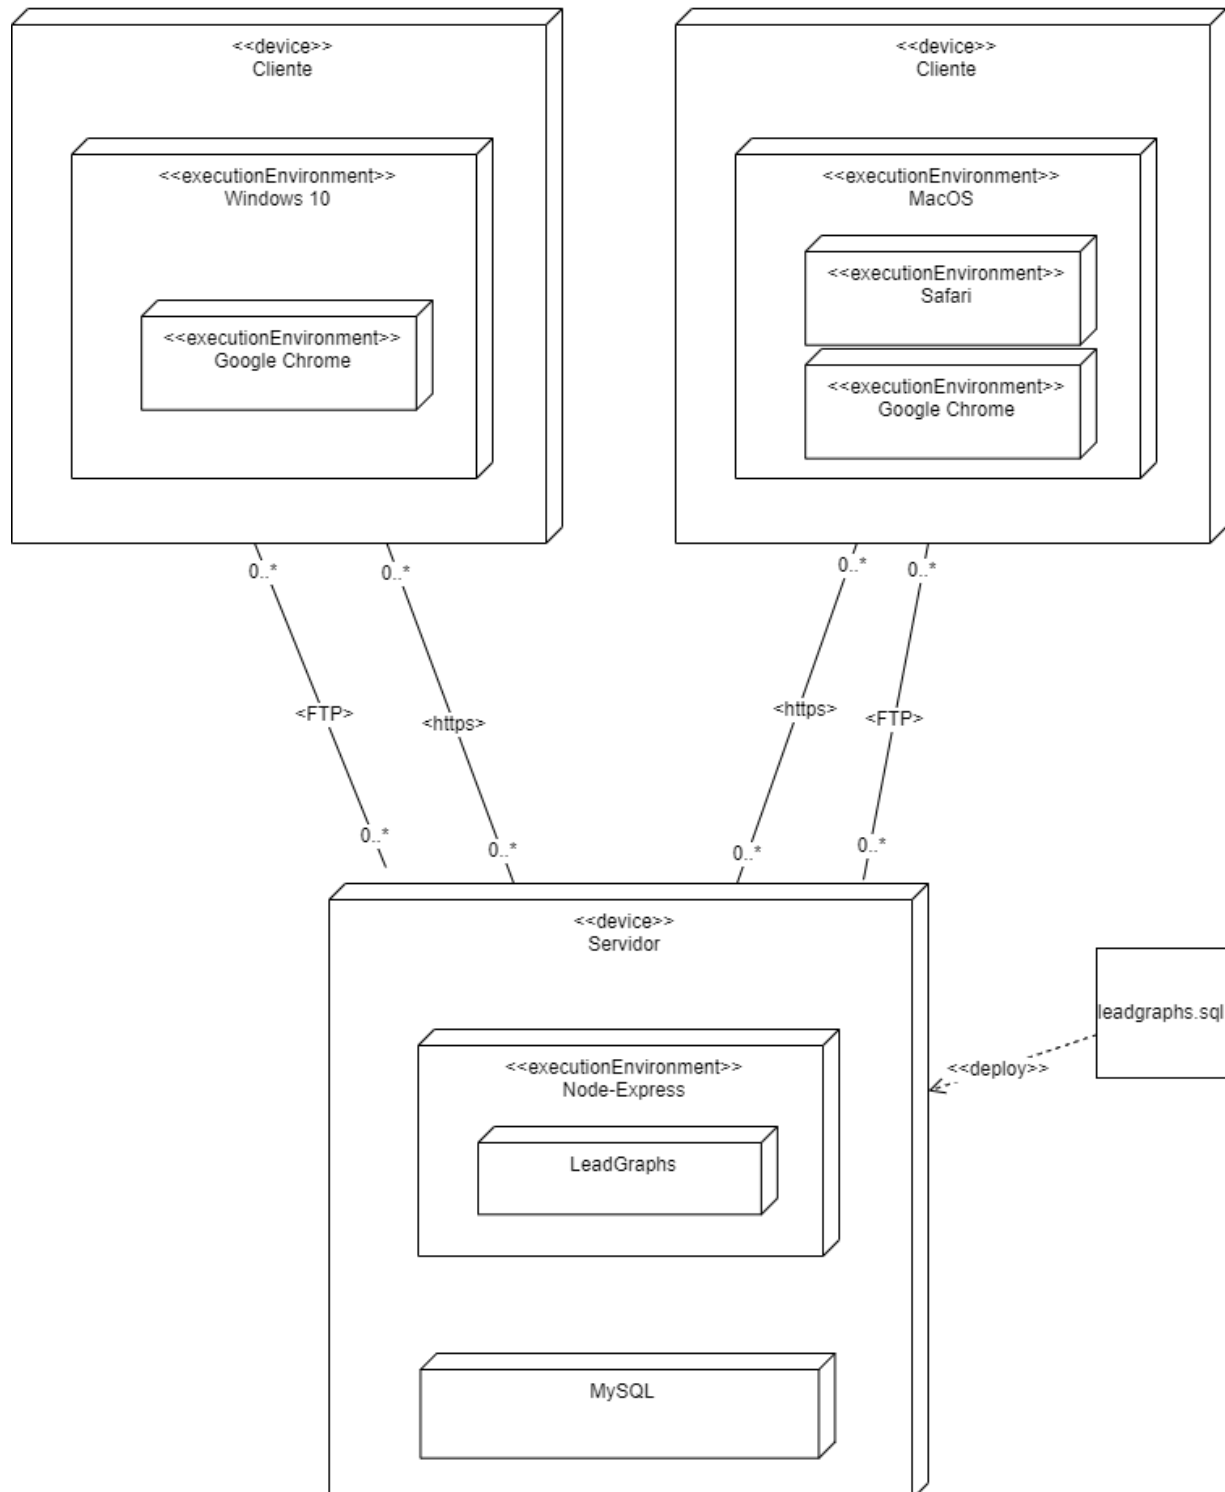 <<device>>
Cliente
<<executionEnvironment>>
Windows 10
<<executionEnvironment>>
Google Chrome
<<device>>
Cliente
<<executionEnvironment>>
MacOS
<<executionEnvironment>>
Safari
<<executionEnvironment>>
Google Chrome
0..*
0..*
0..*
0..*
<FTP>
<https>
<https>
<FTP>
0..*
0..*
0..*
0..*
<<device>>
Servidor
<<executionEnvironment>>
Node-Express
LeadGraphs
MySQL
leadgraphs.sql
<<deploy>>